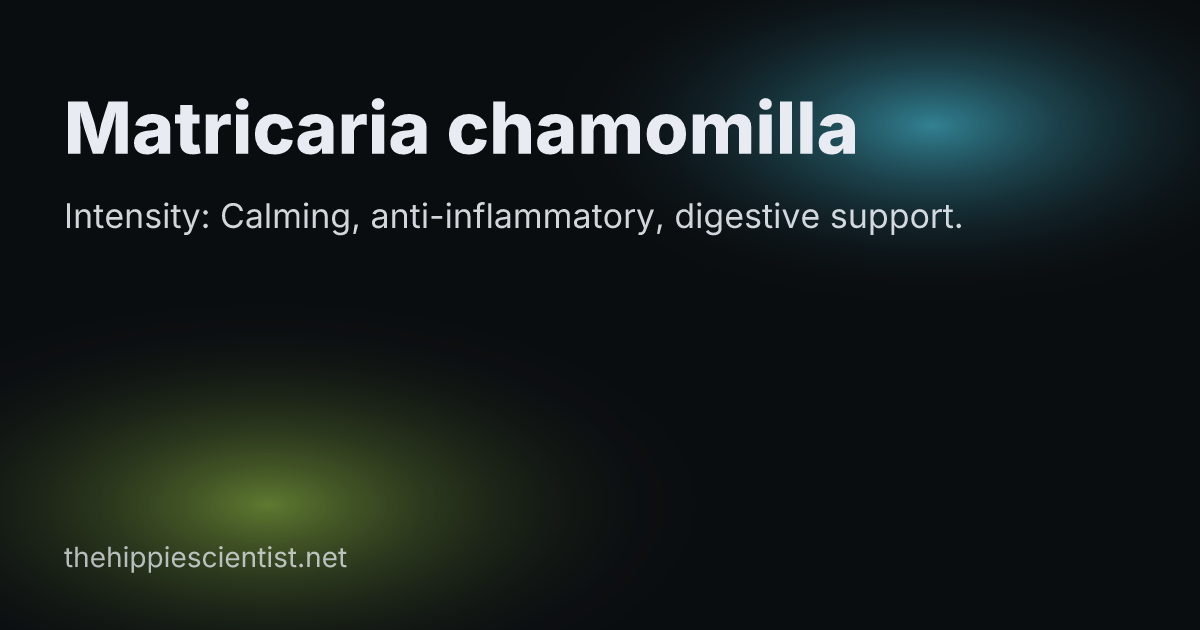 Matricaria chamomilla
Intensity: Calming, anti-inflammatory, digestive support.
thehippiescientist.net